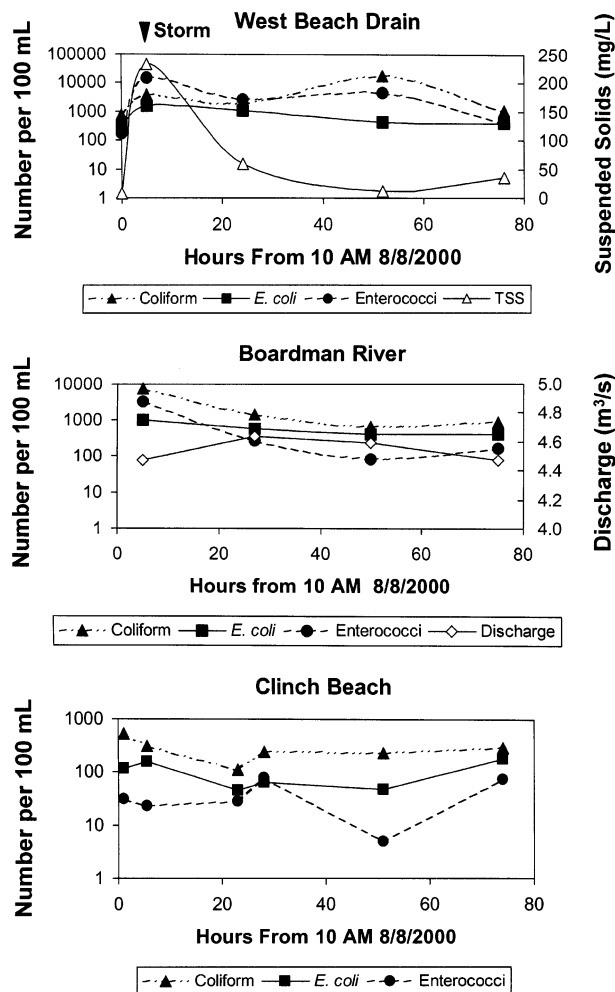 West Beach Drain
Storm
Number per 100 mL
100000
10000
1000
100
10
1
250
200
150
100
50
0
Suspended Solids (mg/L)
0 20 40 60 80
Hours From 10 AM 8/8/2000
Coliform E. coli Enterococci TSS
Boardman River
Number per 100 mL
10000
1000
100
10
1
5.0
4.8
4.6
4.4
4.2
4.0
Discharge (m³/s)
0 20 40 60 80
Hours from 10 AM 8/8/2000
Coliform E. coli Enterococci Discharge
Clinch Beach
Number per 100 mL
1000
100
10
1
0 20 40 60 80
Hours From 10 AM 8/8/2000
Coliform E. coli Enterococci